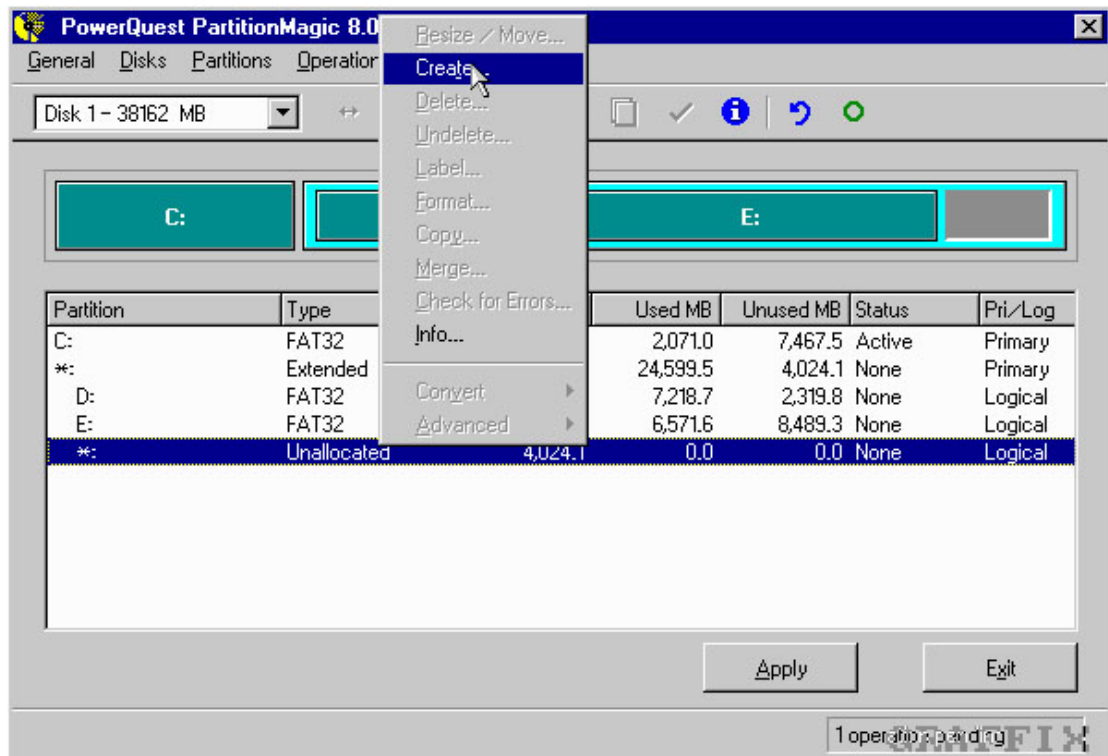 PowerQuest PartitionMagic 8.0
General Disks Partitions Operation
Resize / Move...
Create...
Delete...
Undelete...
Label...
Format...
Copy...
Merge...
Check for Errors...
Info...
Convert
Advanced
Disk 1 - 38162 MB
C:
E:
Partition Type Used MB Unused MB Status Pri/Log
C: FAT32 2,071.0 7,467.5 Active Primary
*: Extended 24,599.5 4,024.1 None Primary
D: FAT32 7,218.7 2,319.8 None Logical
E: FAT32 6,571.6 8,489.3 None Logical
*: Unallocated 4,024.1 0.0 0.0 None Logical
Apply Exit
1 operation pending